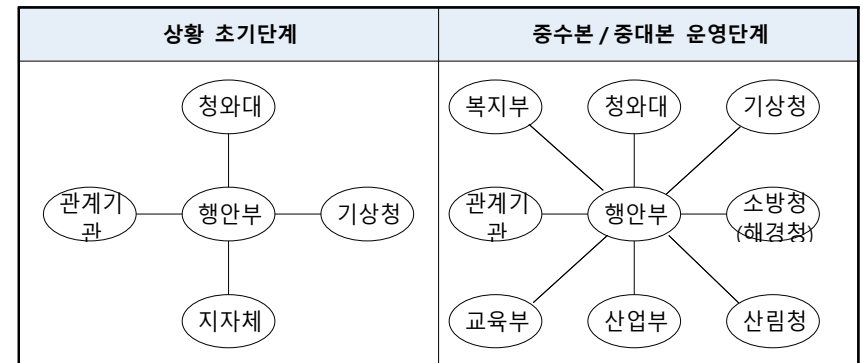 상황 초기단계
중수본 / 중대본 운영단계
청와대
관계기
관
행안부
기상청
지자체
복지부
청와대
기상청
관계기
관
행안부
소방청
(해경청)
교육부
산업부
산림청